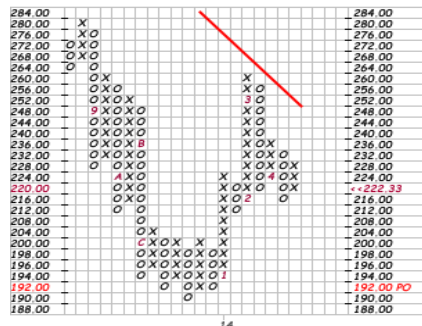 284,00 284,00
280,00 X 280,00
276,00 X O 276,00
272,00 O X O 272,00
268,00 O X O 268,00
264,00 O O 264,00
260,00 O X X 260,00
256,00 O X O X O 256,00
252,00 O X O X 3 O 252,00
248,00 9 X O X O X O 248,00
244,00 O X O X O X O 244,00
240,00 O X O X O X O 240,00
236,00 O X O X B X O X 236,00
232,00 O X O X O X O X O 232,00
228,00 O O X O X O X O X 228,00
224,00 A X O X X O 4 O X 224,00
220,00 O X O X O X O X O X <<222,33
216,00 O X O X O 2 O 216,00
212,00 O O X O 212,00
208,00 O X 208,00
204,00 O X X 204,00
200,00 C X O X X X 200,00
198,00 O X O X O X O X 198,00
196,00 O X O X O X O X 196,00
194,00 O O X O X O 1 194,00
192,00 O X O X O 192.00 PO
190,00 O 190,00
188,00 188,00
14